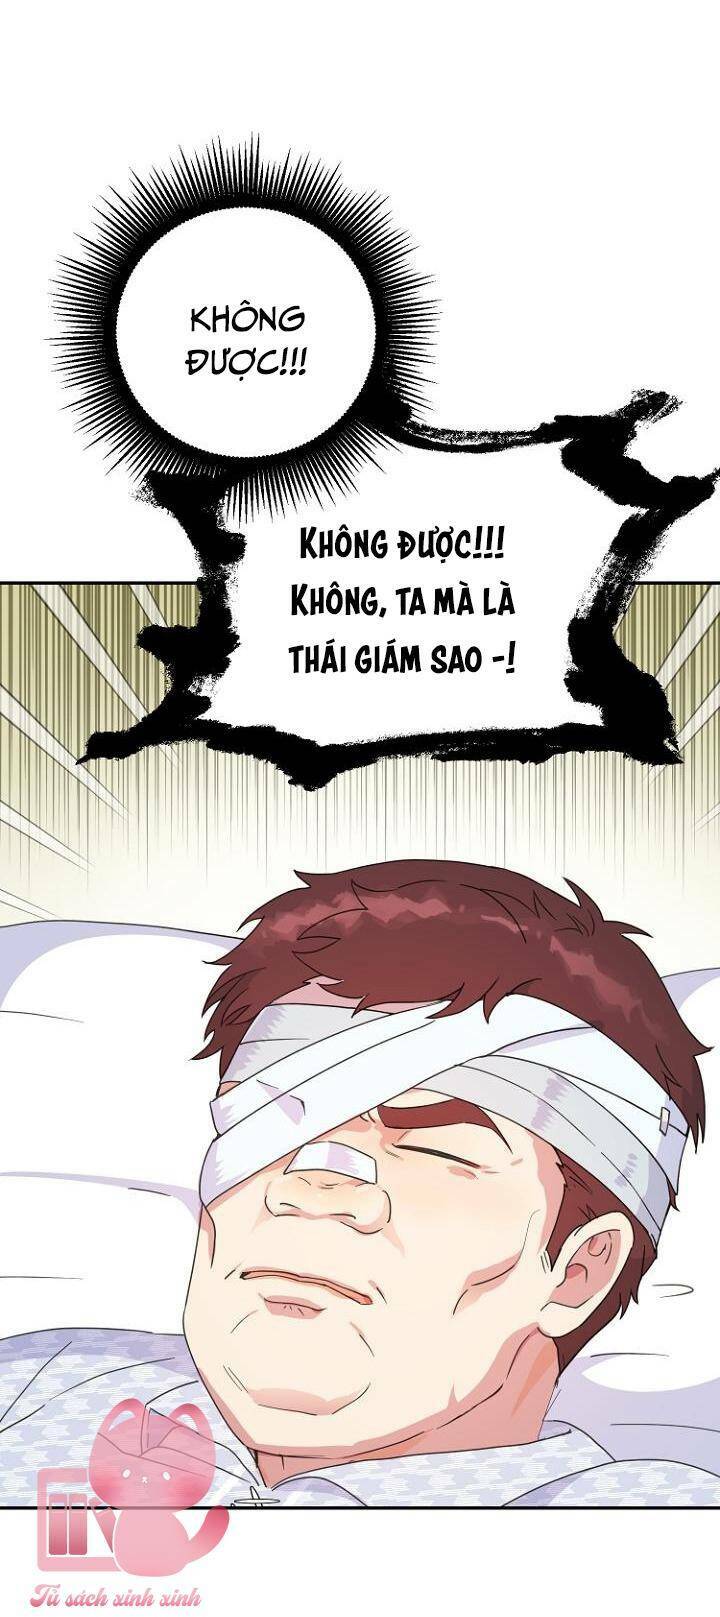 KHÔNG
ĐƯỢC!!!
KHÔNG ĐƯỢC!!!
KHÔNG, TA MÀ LÀ
THÁI GIÁM SAO -!
Tủ sách xinh xinh